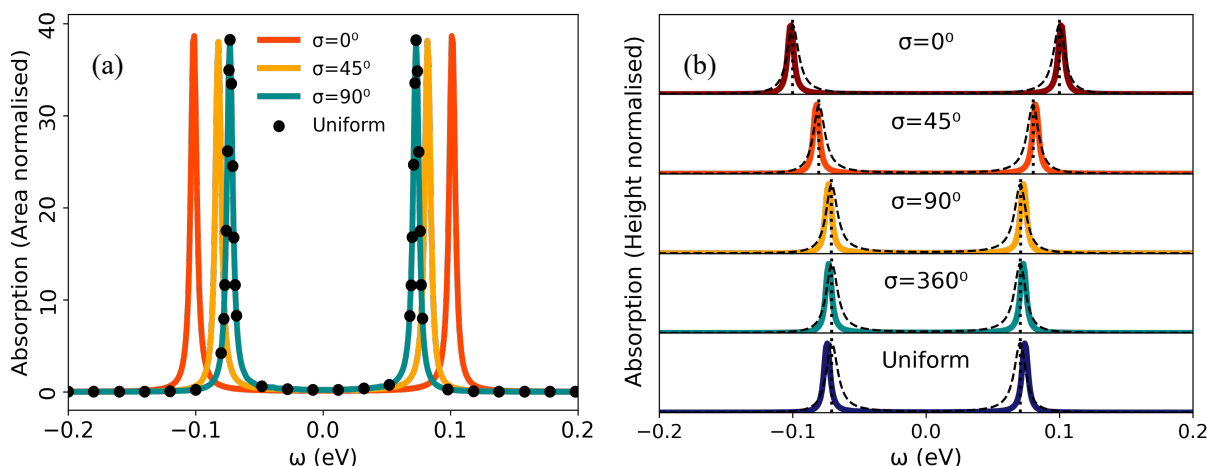 (a)
σ=0⁰
σ=45⁰
σ=90⁰
Uniform
Absorption (Area normalised)
40
30
20
10
0
−0.2
−0.1
0.0
0.1
0.2
ω (eV)
(b)
σ=0⁰
σ=45⁰
σ=90⁰
σ=360⁰
Uniform
Absorption (Height normalised)
−0.2
−0.1
0.0
0.1
0.2
ω (eV)